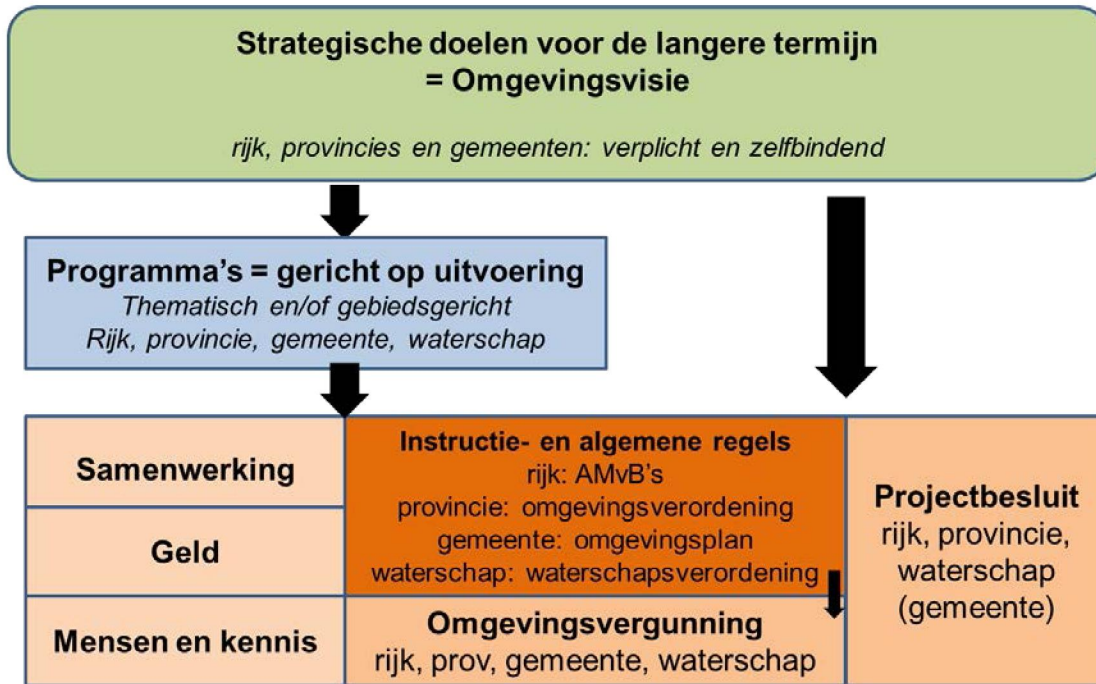 Strategische doelen voor de langere termijn
= Omgevingsvisie
rijk, provincies en gemeenten: verplicht en zelfbindend
Programma's = gericht op uitvoering
Thematisch en/of gebiedsgericht
Rijk, provincie, gemeente, waterschap
Samenwerking
Geld
Mensen en kennis
Instructie- en algemene regels
rijk: AMvB's
provincie: omgevingsverordening
gemeente: omgevingsplan
waterschap: waterschapsverordening
Omgevingsvergunning
rijk, prov, gemeente, waterschap
Projectbesluit
rijk, provincie,
waterschap
(gemeente)